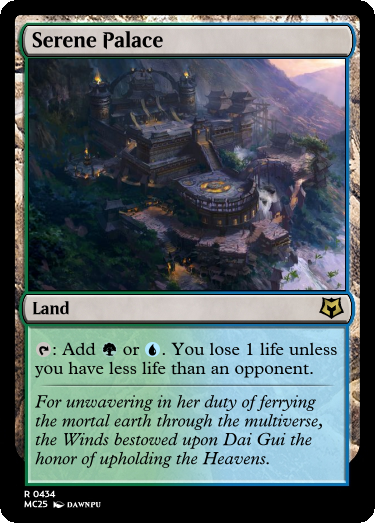 Serene Palace
Land
: Add or . You lose 1 life unless
you have less life than an opponent.
For unwavering in her duty of ferrying
the mortal earth through the multiverse,
the Winds bestowed upon Dai Gui the
honor of upholding the Heavens.
R 0434
MC25 DAWNPU